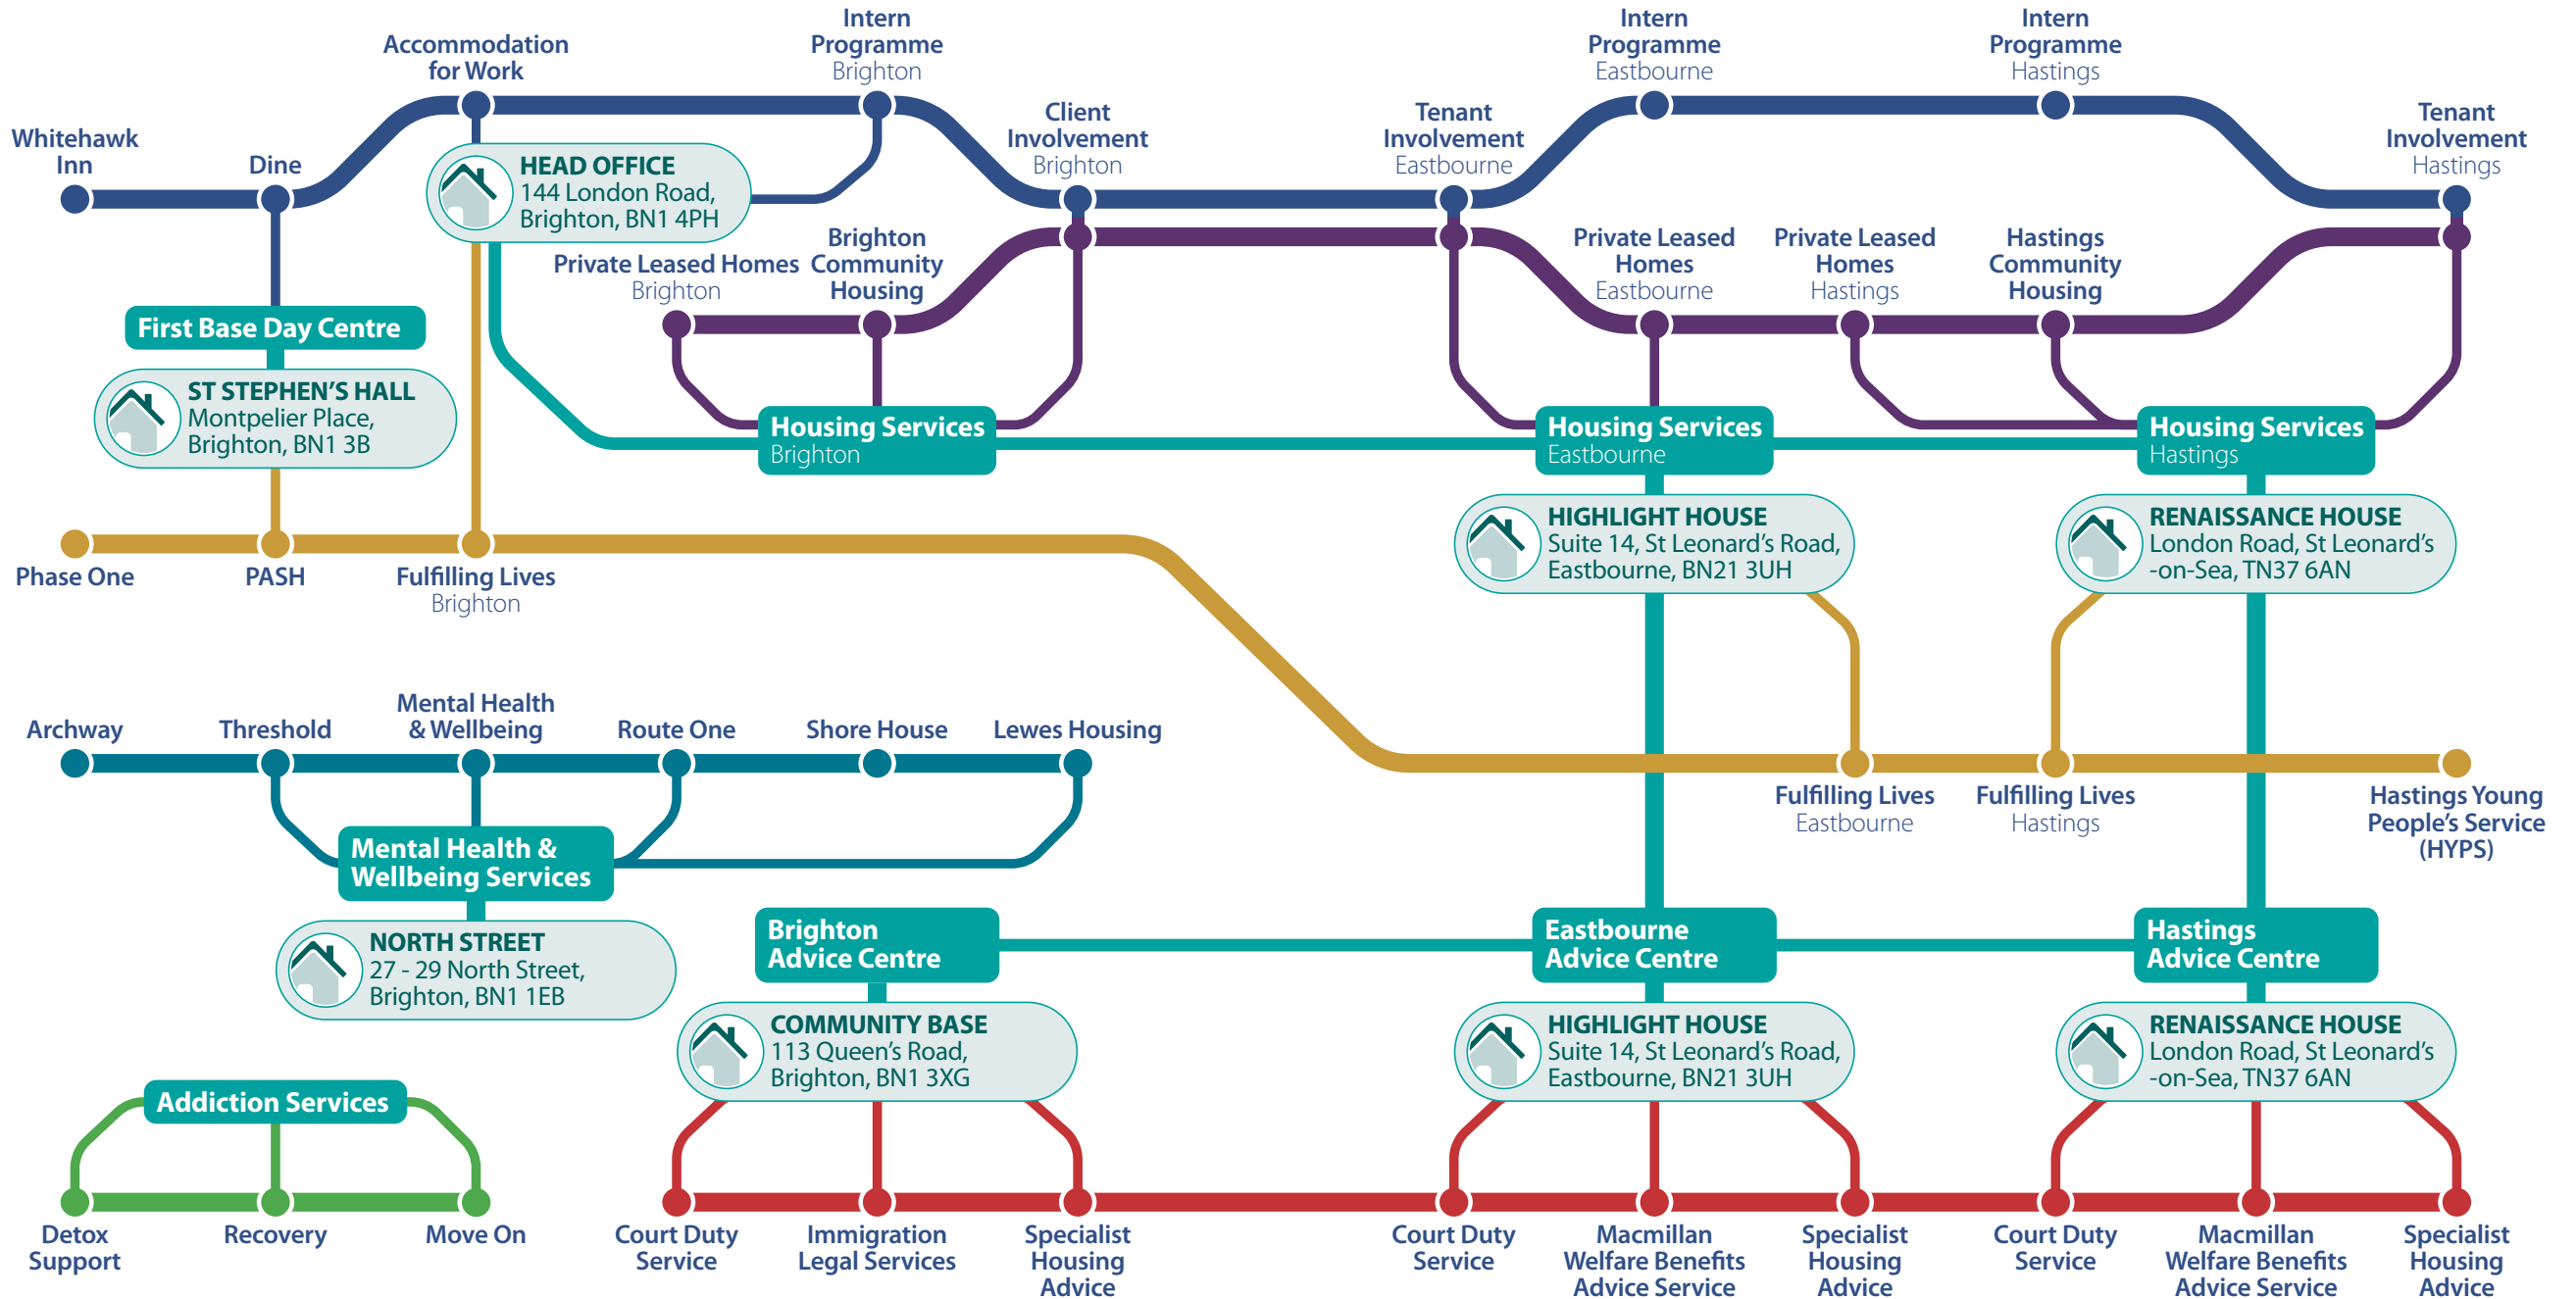 Intern
Programme
Brighton
Intern
Programme
Eastbourne
Intern
Programme
Hastings
Accommodation
for Work
Client
Involvement
Brighton
Tenant
Involvement
Eastbourne
Tenant
Involvement
Hastings
Whitehawk
Inn
Dine
HEAD OFFICE
144 London Road,
Brighton, BN1 4PH
Private Leased Homes
Brighton
Brighton
Community
Housing
Private Leased
Homes
Eastbourne
Private Leased
Homes
Hastings
Hastings
Community
Housing
First Base Day Centre
ST STEPHEN'S HALL
Montpelier Place,
Brighton, BN1 3B
Housing Services
Brighton
Housing Services
Eastbourne
Housing Services
Hastings
HIGHLIGHT HOUSE
Suite 14, St Leonard's Road,
Eastbourne, BN21 3UH
RENAISSANCE HOUSE
London Road, St Leonard's
-on-Sea, TN37 6AN
Phase One
PASH
Fulfilling Lives
Brighton
Archway
Threshold
Mental Health
& Wellbeing
Route One
Shore House
Lewes Housing
Fulfilling Lives
Eastbourne
Fulfilling Lives
Hastings
Hastings Young
People's Service
(HYPS)
Mental Health &
Wellbeing Services
NORTH STREET
27 - 29 North Street,
Brighton, BN1 1EB
Brighton
Advice Centre
Eastbourne
Advice Centre
Hastings
Advice Centre
COMMUNITY BASE
113 Queen's Road,
Brighton, BN1 3XG
HIGHLIGHT HOUSE
Suite 14, St Leonard's Road,
Eastbourne, BN21 3UH
RENAISSANCE HOUSE
London Road, St Leonard's
-on-Sea, TN37 6AN
Addiction Services
Detox
Support
Recovery
Move On
Court Duty
Service
Immigration
Legal Services
Specialist
Housing
Advice
Court Duty
Service
Macmillan
Welfare Benefits
Advice Service
Specialist
Housing
Advice
Court Duty
Service
Macmillan
Welfare Benefits
Advice Service
Specialist
Housing
Advice